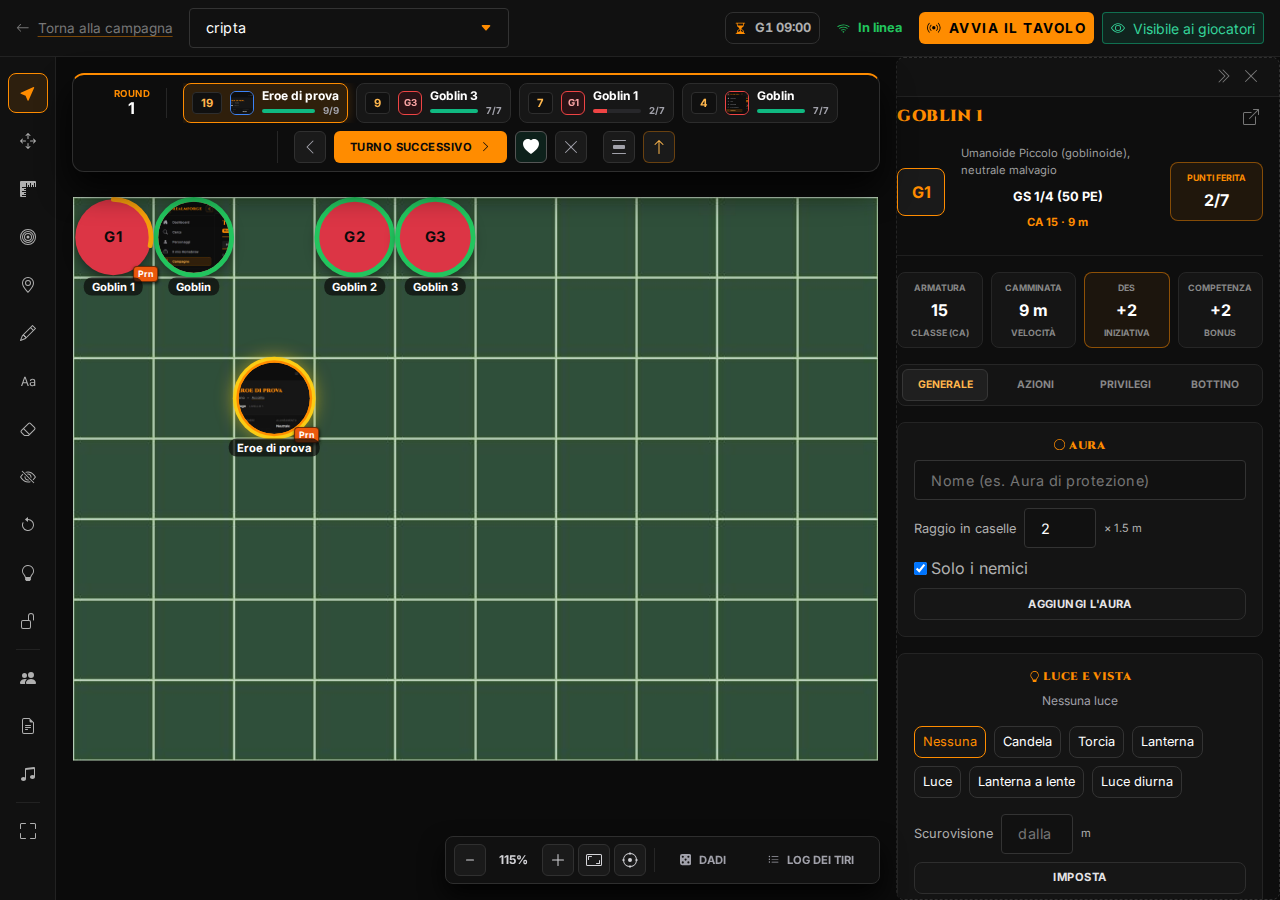 Torna alla campagna
cripta
G1 09:00
In linea
AVVIA IL TAVOLO
Visibile ai giocatori
ROUND
1
19
Eroe di prova
9/9
9
G3
Goblin 3
7/7
7
G1
Goblin 1
2/7
4
Goblin
7/7
TURNO SUCCESSIVO
Aa
G1
Prn
Goblin 1
Goblin
G2
Goblin 2
G3
Goblin 3
Prn
Eroe di prova
115%
DADI
LOG DEI TIRI
GOBLIN 1
G1
Umanoide Piccolo (goblinoide),
neutrale malvagio
GS 1/4 (50 PE)
CA 15 · 9 m
PUNTI FERITA
2/7
ARMATURA
15
CLASSE (CA)
CAMMINATA
9 m
VELOCITÀ
DES
+2
INIZIATIVA
COMPETENZA
+2
BONUS
GENERALE
AZIONI
PRIVILEGI
BOTTINO
AURA
Nome (es. Aura di protezione)
Raggio in caselle
2
× 1.5 m
Solo i nemici
AGGIUNGI L'AURA
LUCE E VISTA
Nessuna luce
Nessuna
Candela
Torcia
Lanterna
Luce
Lanterna a lente
Luce diurna
Scurovisione
dalla
m
IMPOSTA